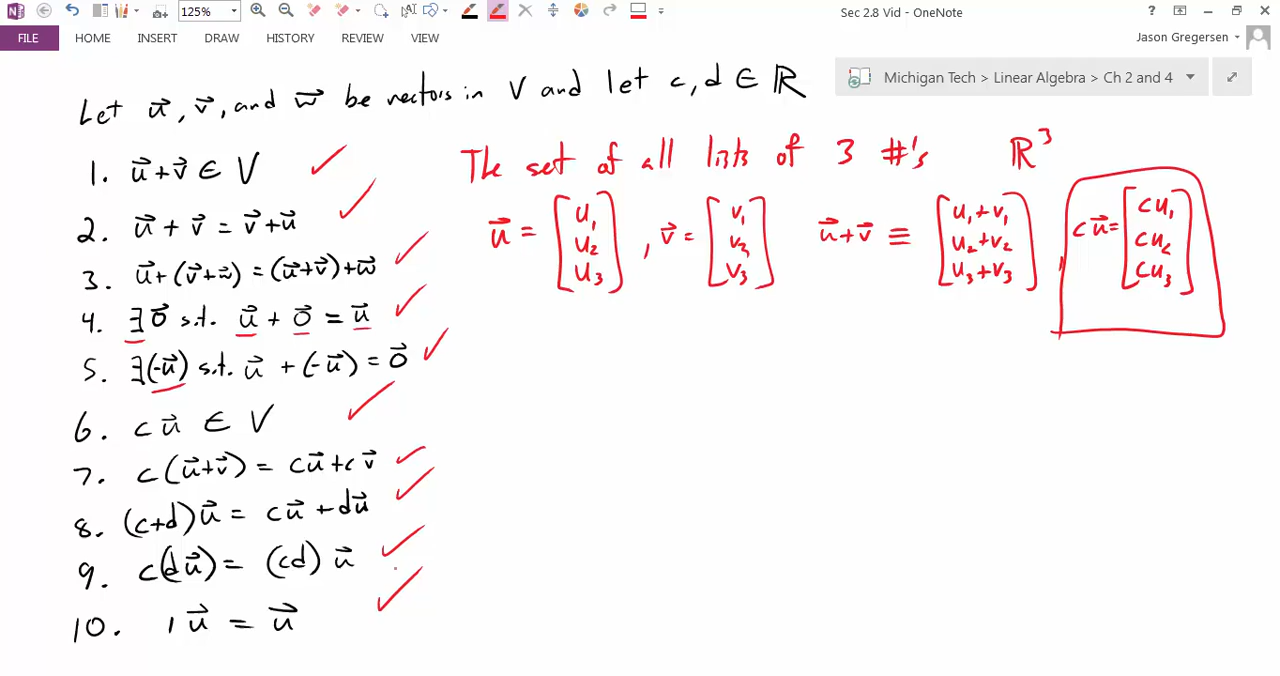 125% Sec 2.8 Vid - OneNote ?
FILE HOME INSERT DRAW HISTORY REVIEW VIEW Jason Gregersen
Michigan Tech > Linear Algebra > Ch 2 and 4
Let u⃗, v⃗, and w⃗ be vectors in V and let c, d ∈ ℝ
1. u⃗+v⃗ ∈ V
2. u⃗ + v⃗ = v⃗+u⃗
3. u⃗+(v⃗+w⃗)=(u⃗+v⃗)+w⃗
4. ∃ 0⃗ s.t. u⃗ + 0⃗ = u⃗
5. ∃(-u⃗) s.t. u⃗ + (-u⃗) = 0⃗
6. c u⃗ ∈ V
7. c(u⃗+v⃗) = cu⃗+c v⃗
8. (c+d)u⃗ = cu⃗ + du⃗
9. c(du⃗) = (cd) u⃗
10. 1 u⃗ = u⃗
The set of all lists of 3 #'s ℝ³
u⃗ = [u₁ u₂ u₃], v⃗ = [v₁ v₂ v₃] u⃗+v⃗ ≡ [u₁+v₁ u₂+v₂ u₃+v₃] cu⃗ = [cu₁ cu₂ cu₃]